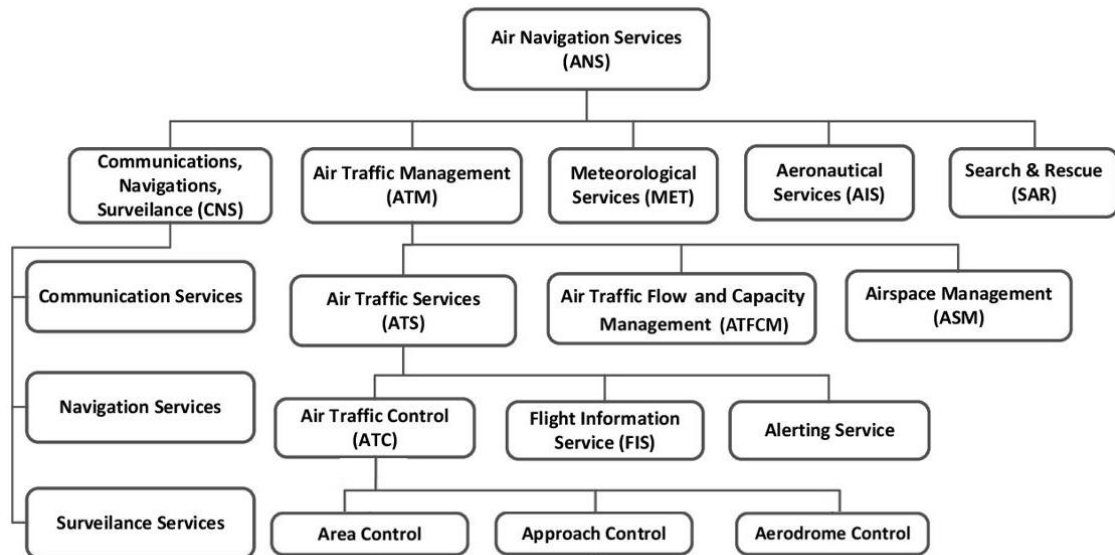 Air Navigation Services
(ANS)
Communications,
Navigations,
Surveilance (CNS)
Air Traffic Management
(ATM)
Meteorological
Services (MET)
Aeronautical
Services (AIS)
Search & Rescue
(SAR)
Communication Services
Air Traffic Services
(ATS)
Air Traffic Flow and Capacity
Management (ATFCM)
Airspace Management
(ASM)
Navigation Services
Air Traffic Control
(ATC)
Flight Information
Service (FIS)
Alerting Service
Surveilance Services
Area Control
Approach Control
Aerodrome Control